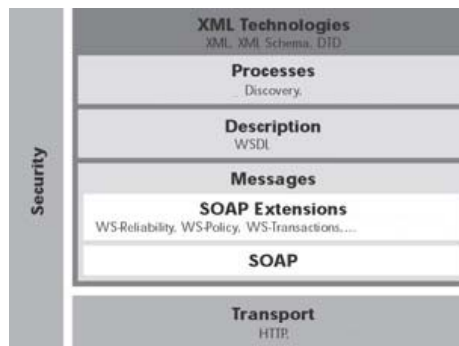 XML Technologies
XML, XML Schema, DTD
Processes
Discovery,
Description
WSDL
Messages
SOAP Extensions
WS-Reliability, WS-Policy, WS-Transactions,....
SOAP
Transport
HTTP,
Security